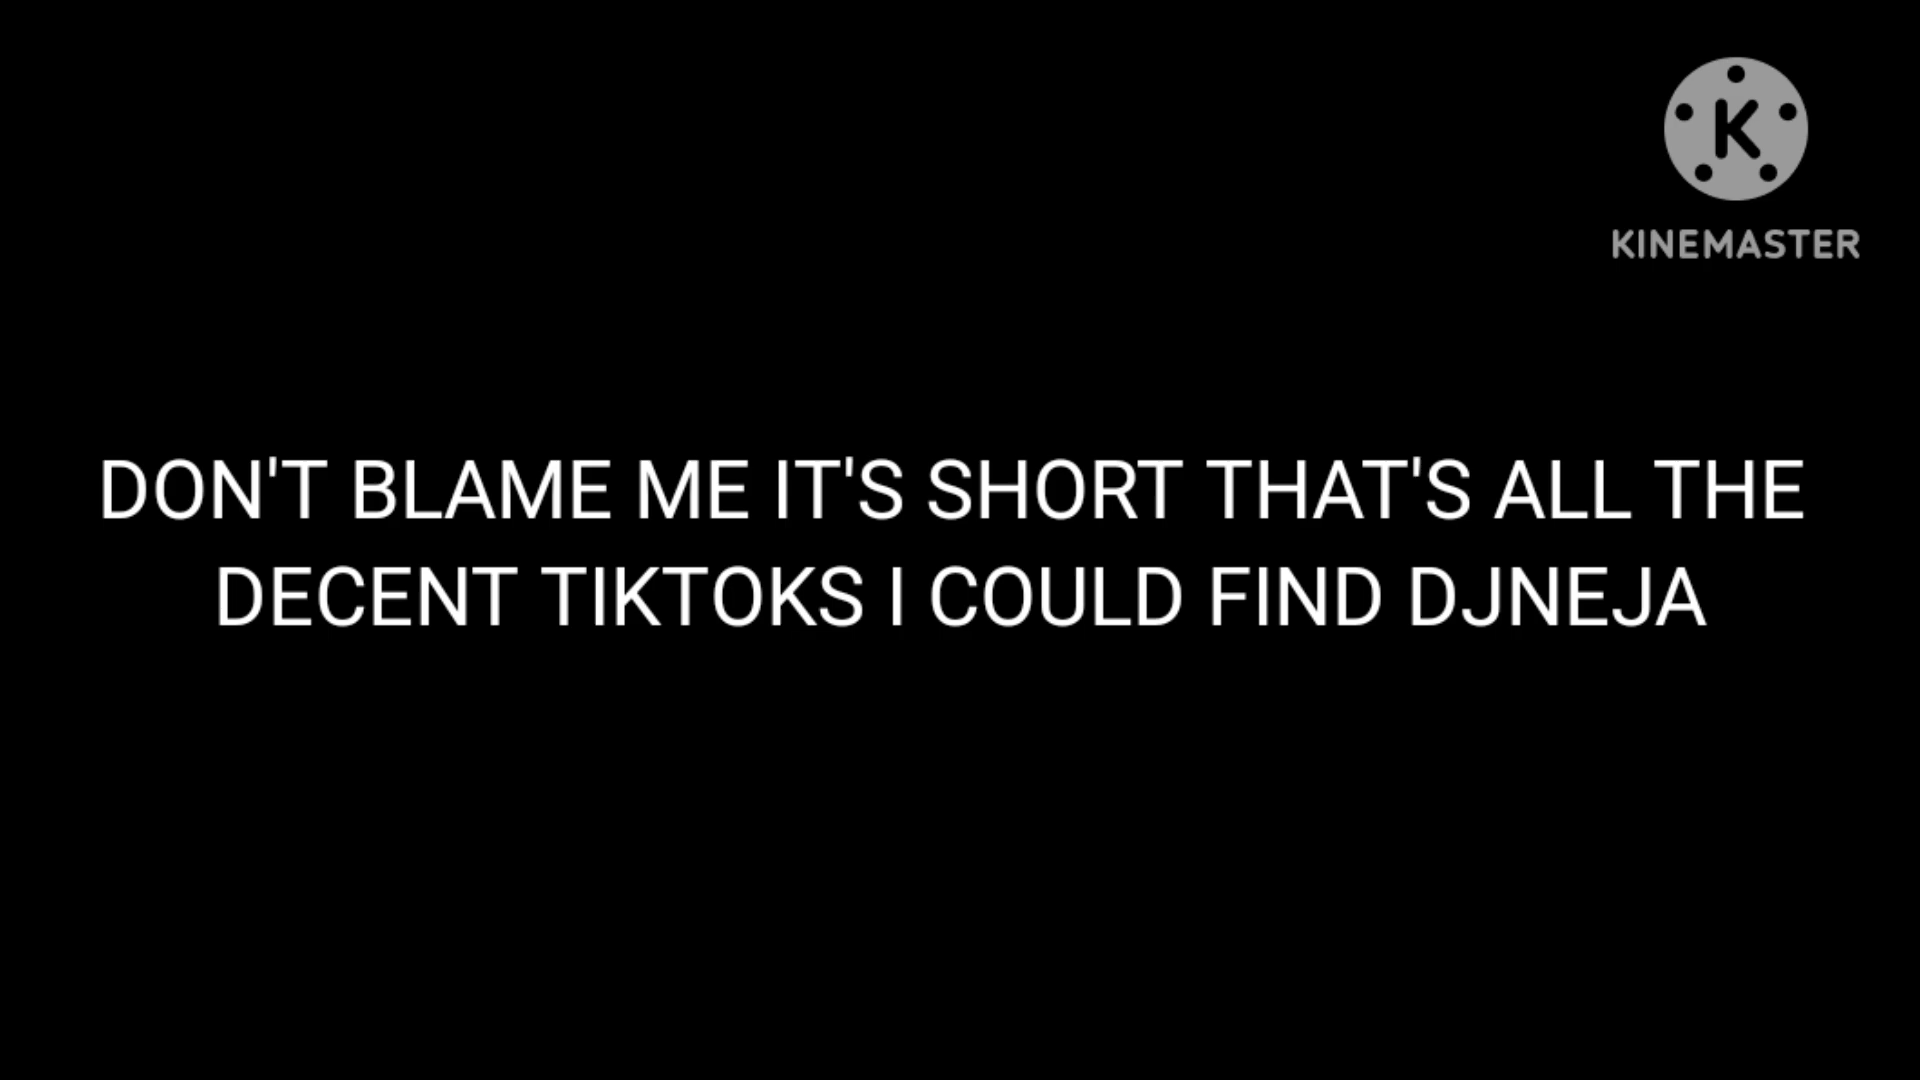 K
KINEMASTER
DON'T BLAME ME IT'S SHORT THAT'S ALL THE
DECENT TIKTOKS I COULD FIND DJNEJA